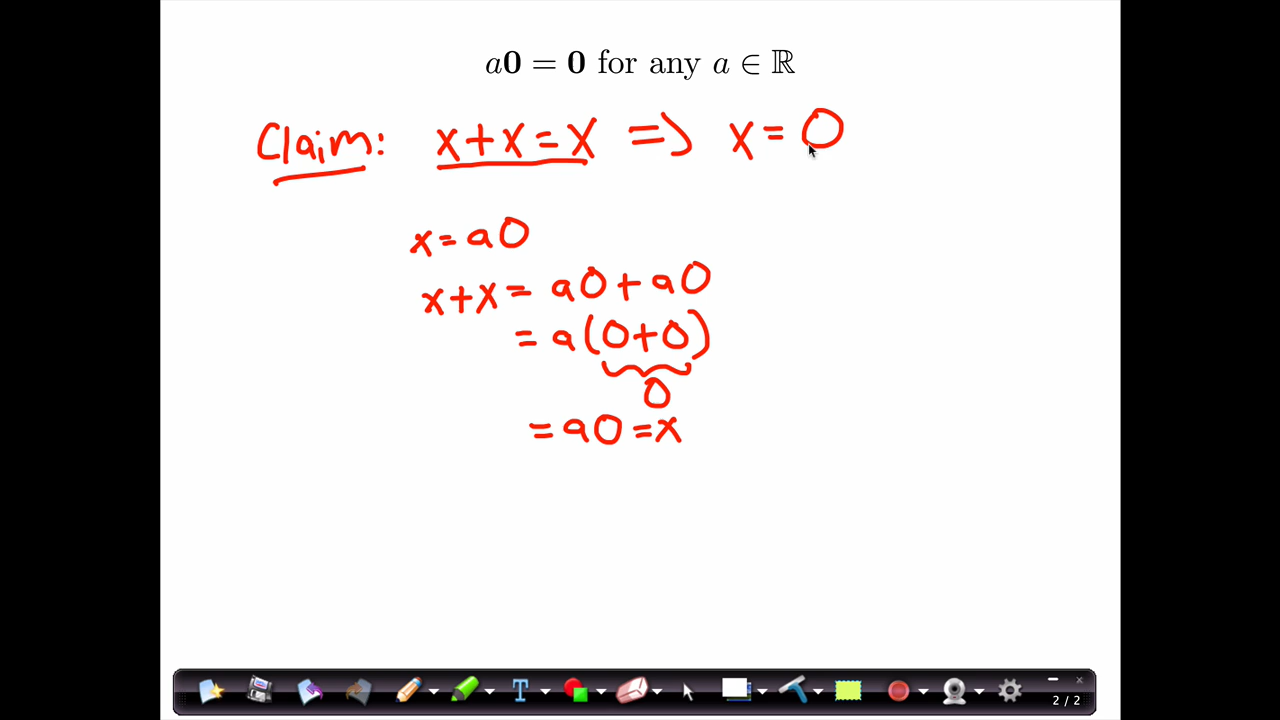 a0 = 0 for any a ∈ ℝ
Claim: x+x=x => x=0
x=a0
x+x= a0+a0
= a(0+0)
0
= a0=x
T
2 / 2